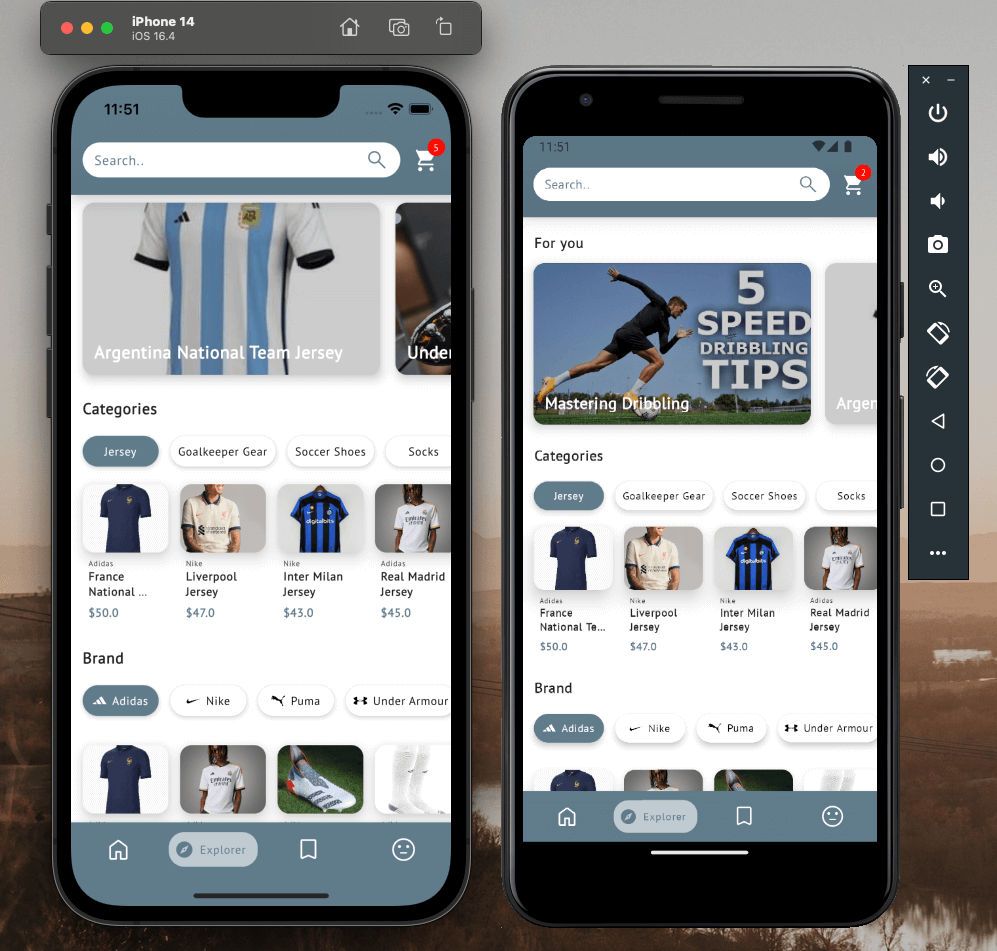 iPhone 14
iOS 16.4
11:51
Search..
5
Argentina National Team Jersey
Under
Categories
Jersey
Goalkeeper Gear
Soccer Shoes
Socks
Adidas
France
National ...
$50.0
Nike
Liverpool
Jersey
$47.0
digitalbits
Nike
Inter Milan
Jersey
$43.0
Adidas
Real Madrid
Jersey
$45.0
Brand
Adidas
Nike
Puma
Under Armour
Explorer
11:51
Search..
2
For you
5
SPEED
DRIBBLING
TIPS
Mastering Dribbling
Argen
Categories
Jersey
Goalkeeper Gear
Soccer Shoes
Socks
Adidas
France
National Te...
$50.0
Nike
Liverpool
Jersey
$47.0
digitalbits
Nike
Inter Milan
Jersey
$43.0
Adidas
Real Madrid
Jersey
$45.0
Brand
Adidas
Nike
Puma
Under Armour
Explorer